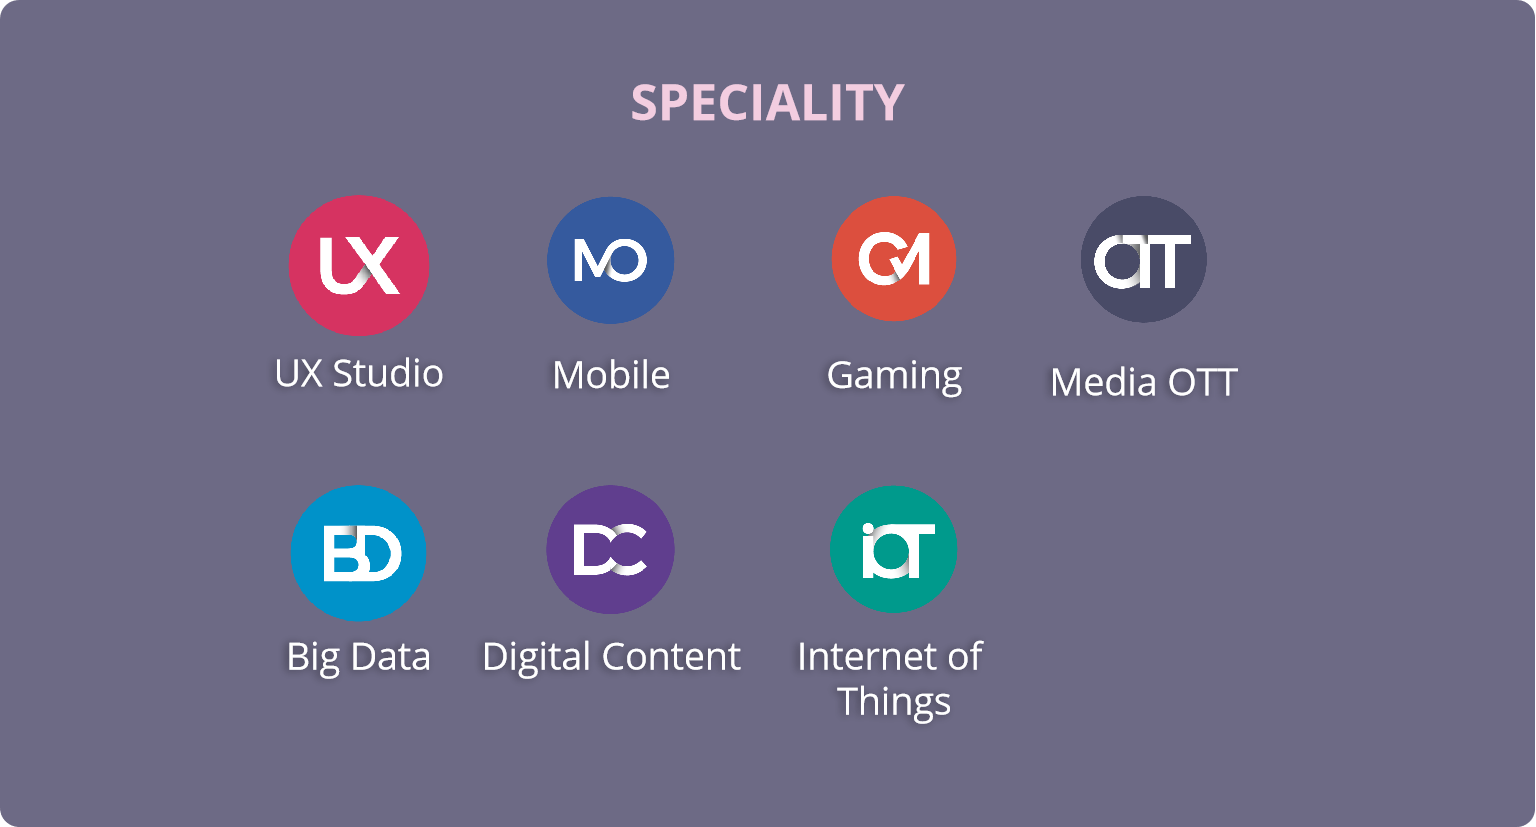 SPECIALITY
UX
MO
GM
OTT
UX Studio
Mobile
Gaming
Media OTT
BD
DC
iOT
Big Data
Digital Content
Internet of
Things